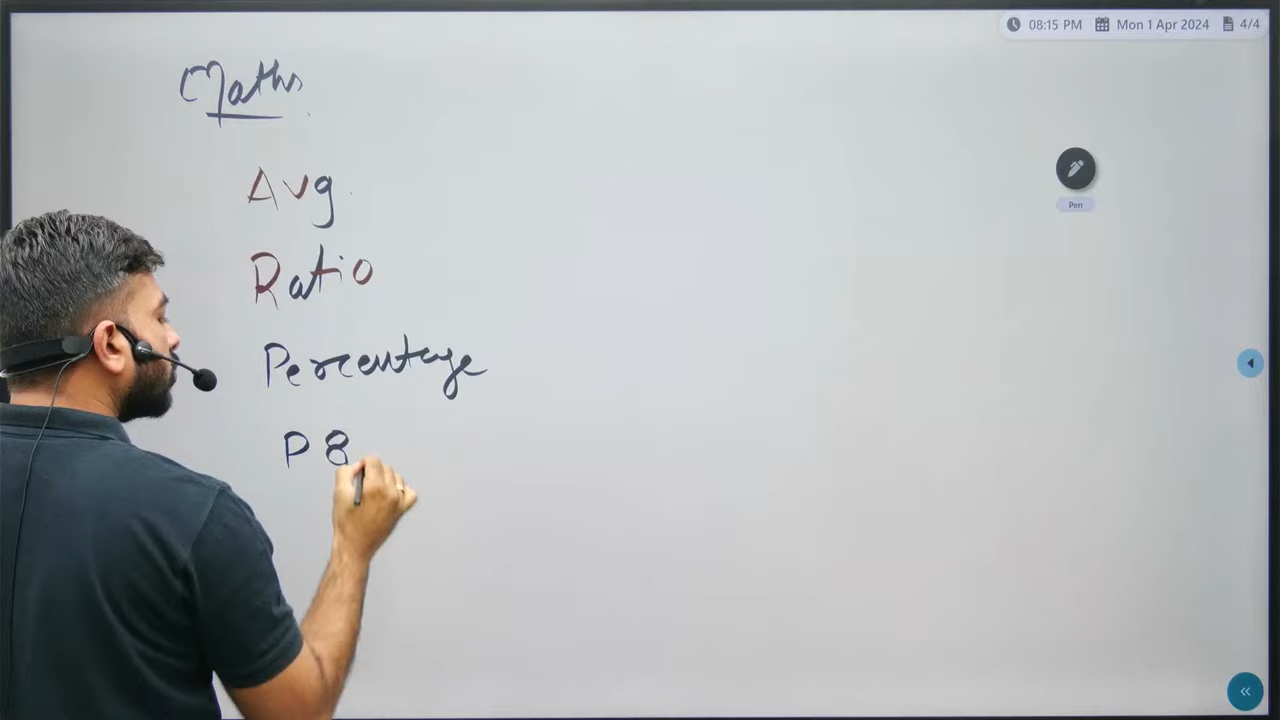 08:15 PM Mon 1 Apr 2024 4/4
Maths
Avg.
Ratio
Percentage
P 8
Pen